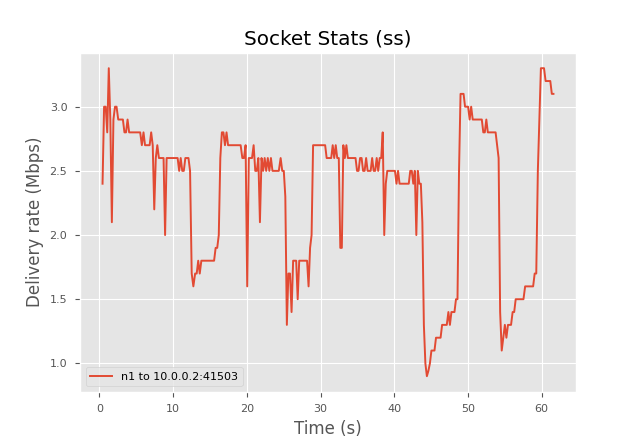 Socket Stats (ss)
Delivery rate (Mbps)
3.0
2.5
2.0
1.5
1.0
n1 to 10.0.0.2:41503
0 10 20 30 40 50 60
Time (s)